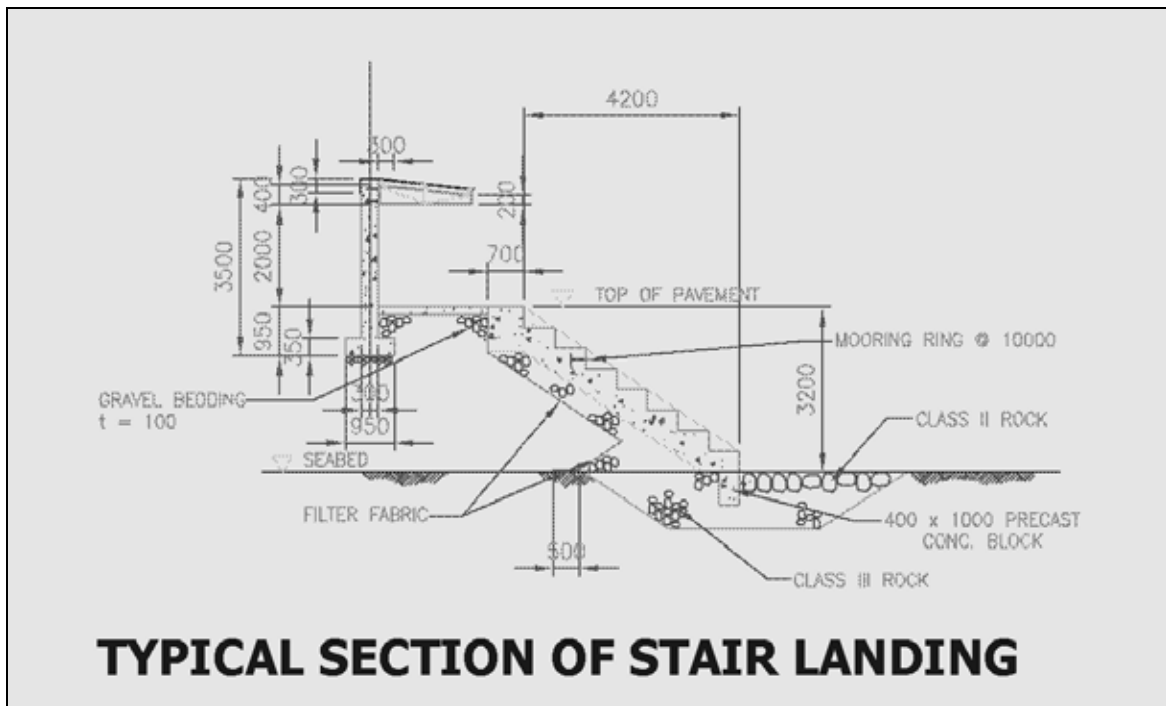 4200
300
300
400
200
2000
3500
700
TOP OF PAVEMENT
950
350
MOORING RING @ 10000
3200
GRAVEL BEDDING
t = 100
300
950
CLASS II ROCK
SEABED
FILTER FABRIC
400 x 1000 PRECAST
CONC. BLOCK
500
CLASS III ROCK
TYPICAL SECTION OF STAIR LANDING